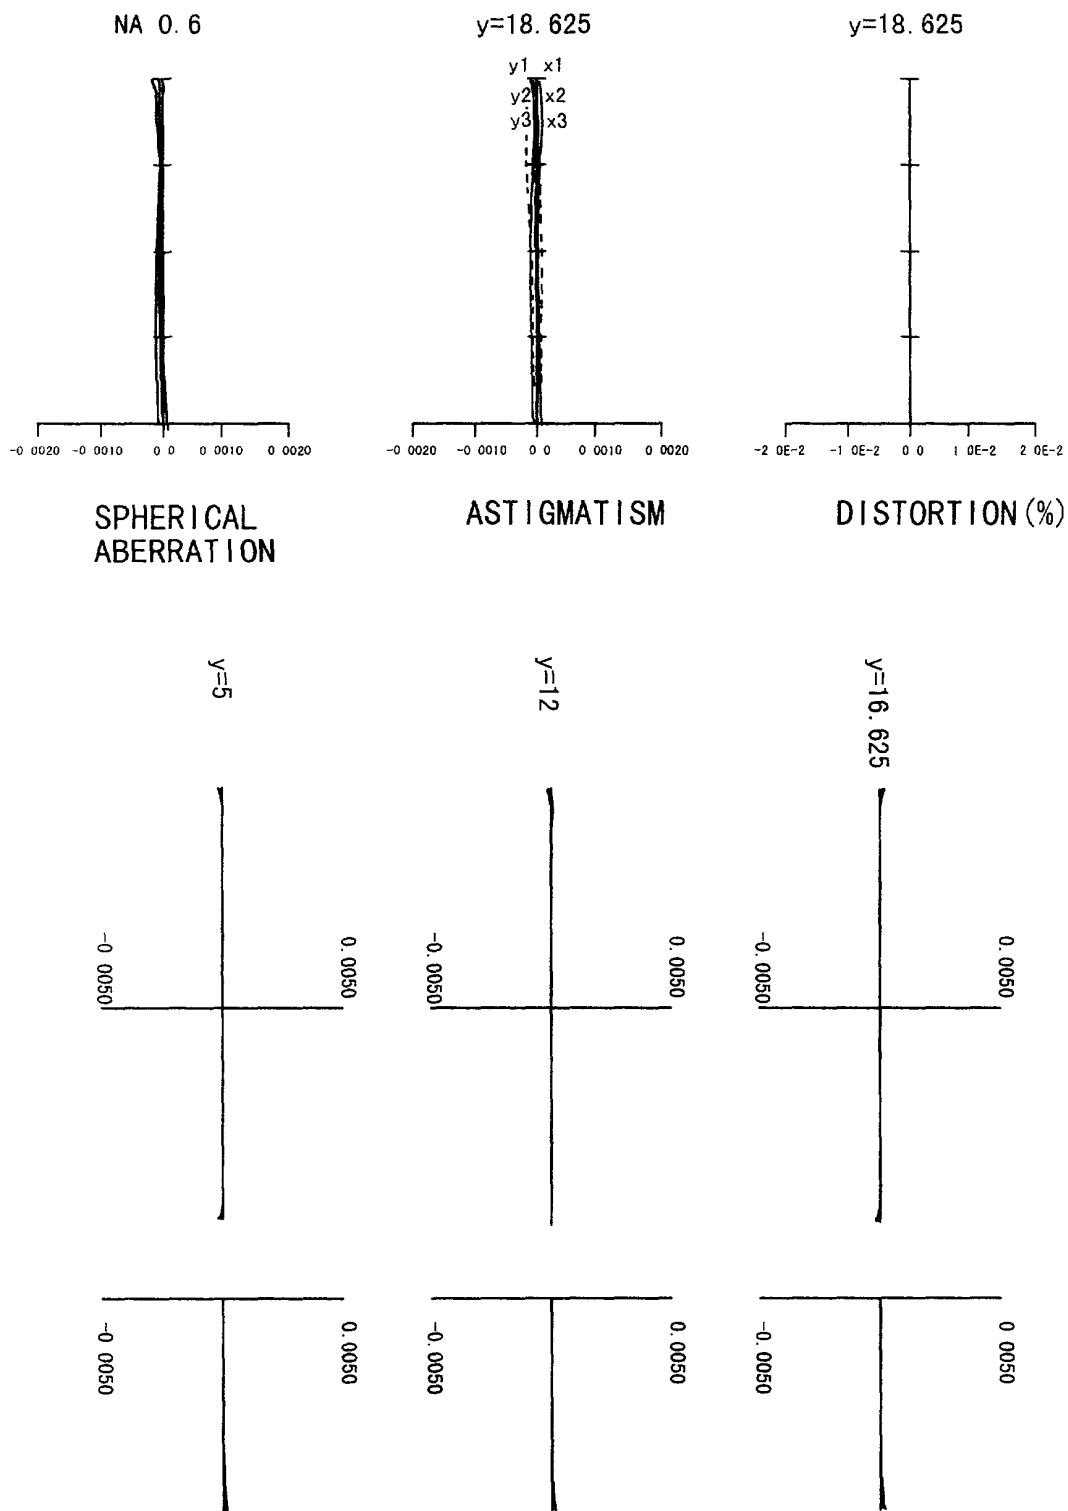 NA 0.6
y=18.625
y=18.625
y1 x1
y2 x2
y3 x3
-0 0020 -0 0010 0 0 0 0010 0 0020
-0 0020 -0 0010 0 0 0 0010 0 0020
-2 0E-2 -1 0E-2 0 0 1 0E-2 2 0E-2
SPHERICAL
ABERRATION
ASTIGMATISM
DISTORTION(%)
y=5
y=12
y=16.625
-0.0050
0.0050
-0.0050
0.0050
-0.0050
0.0050
-0.0050
0.0050
-0.0050
0.0050
-0.0050
0.0050